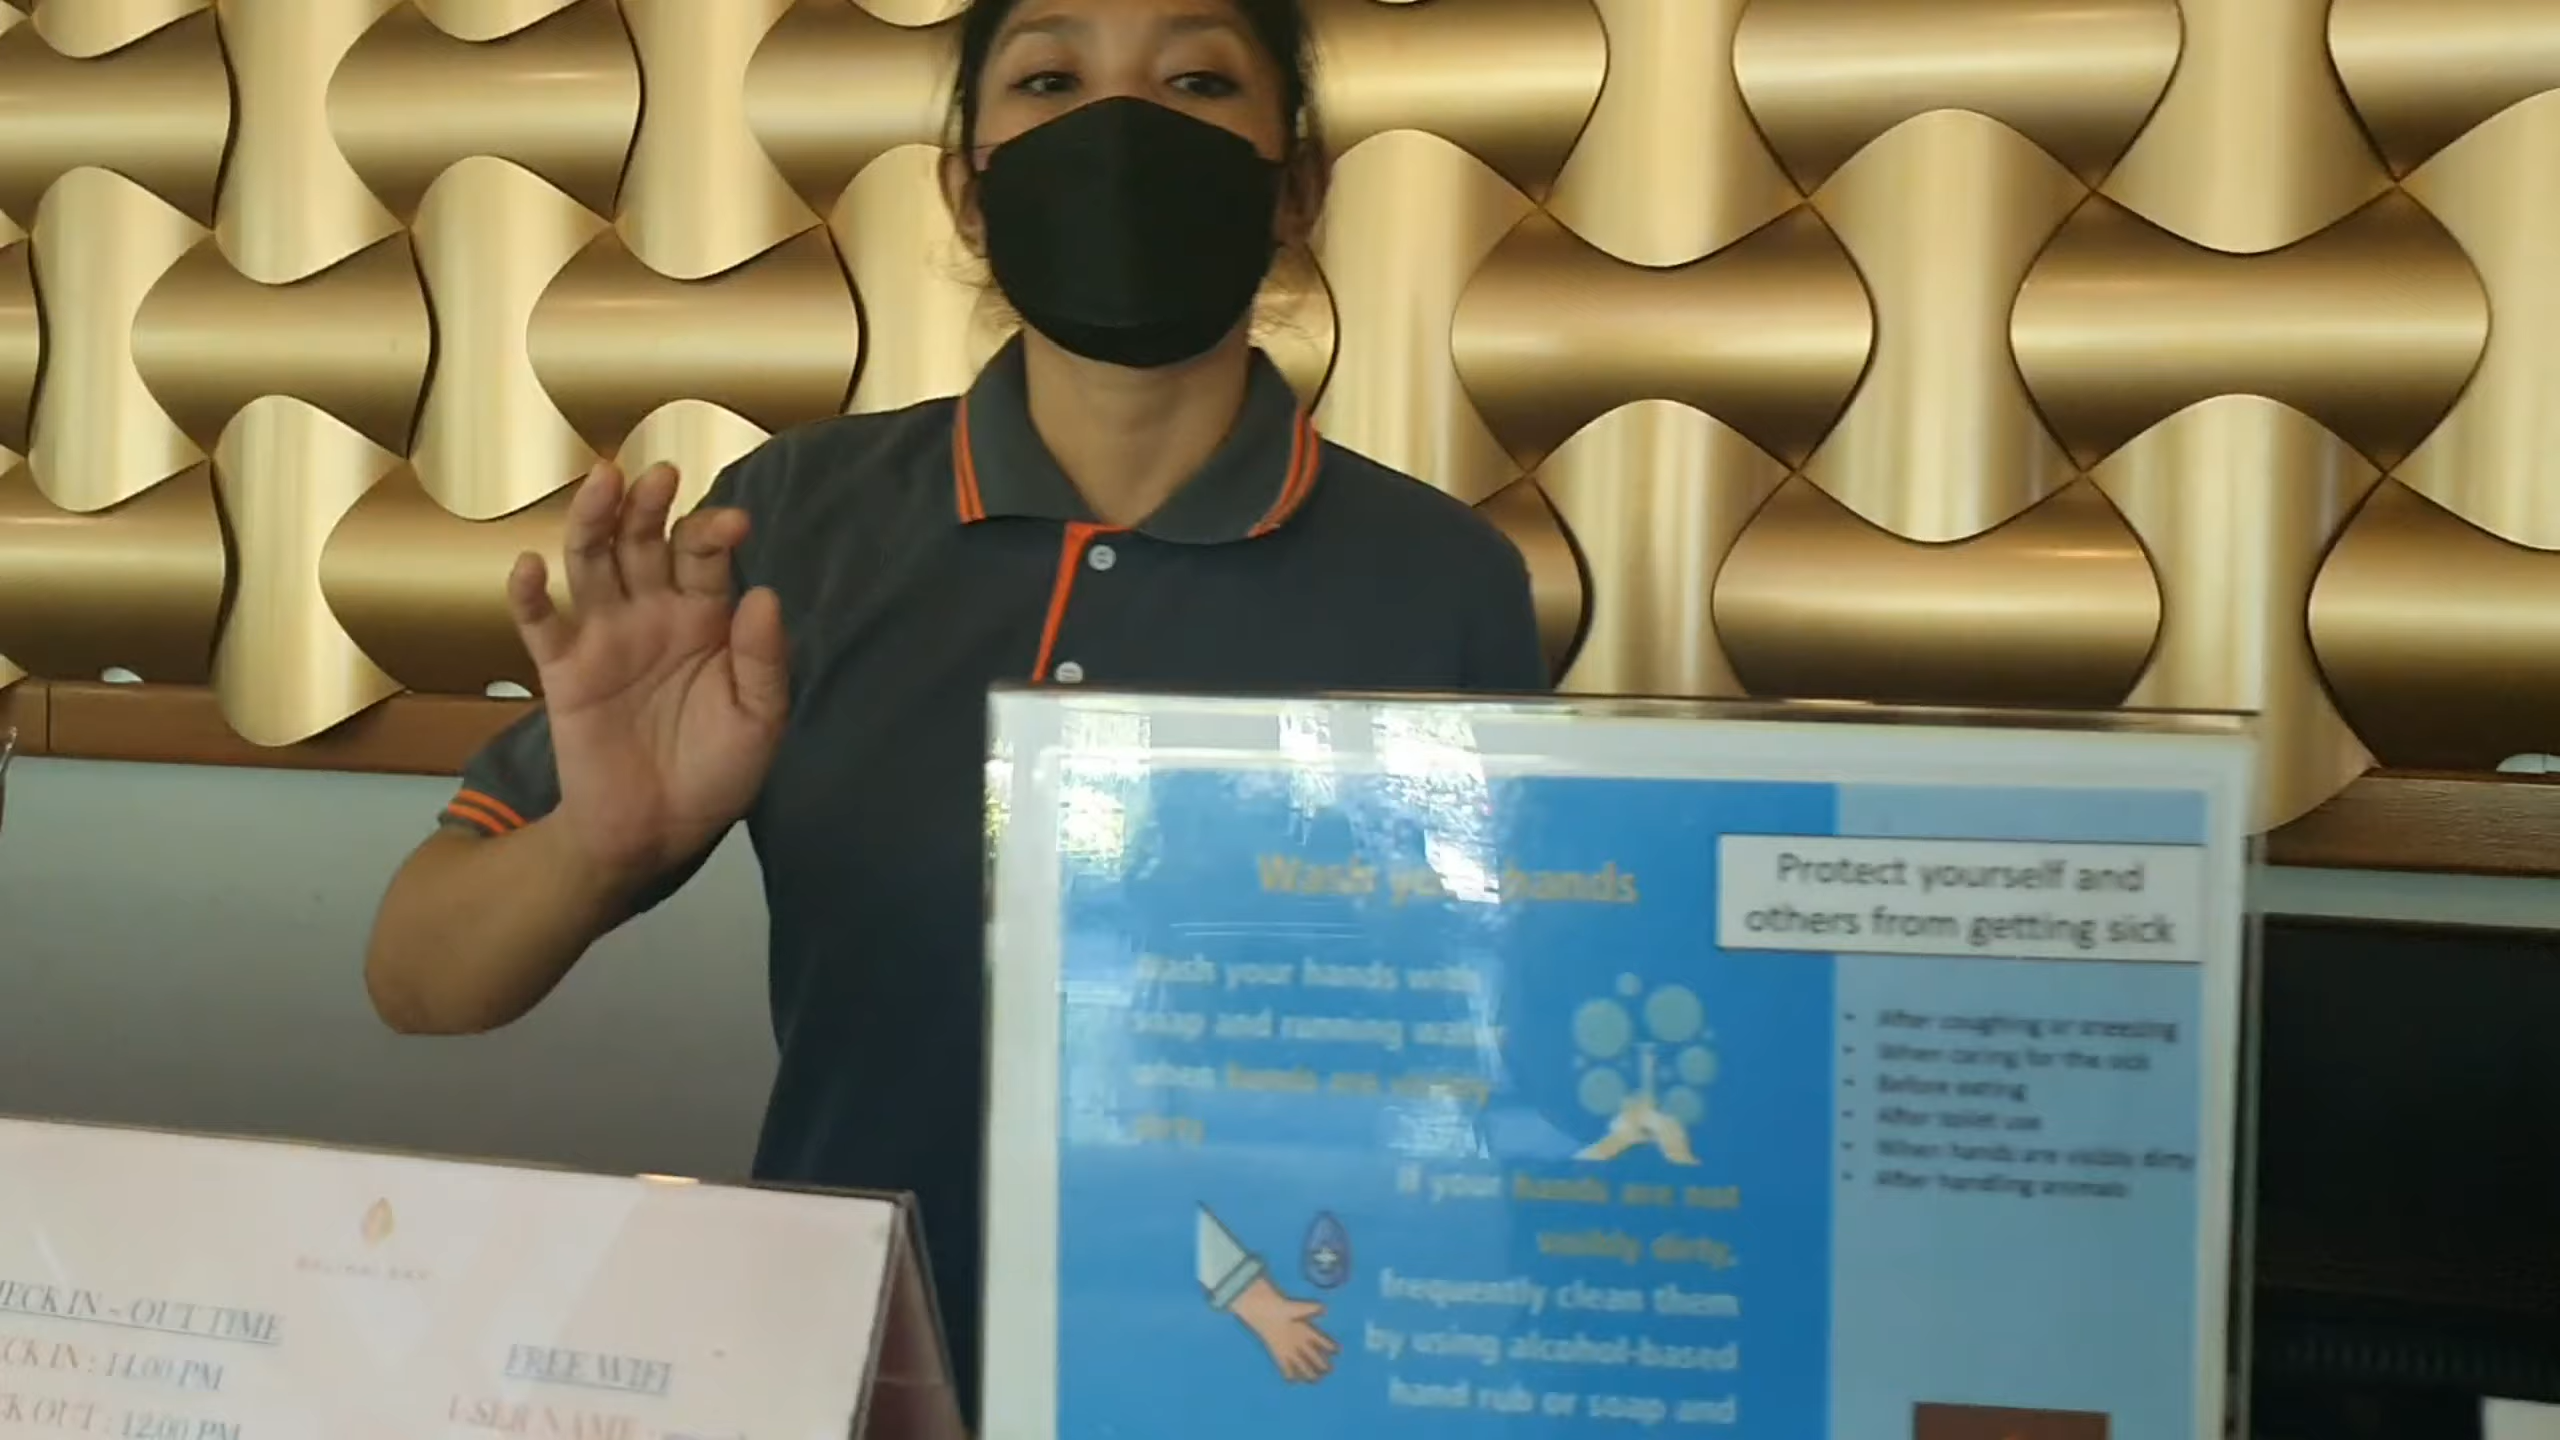 Wash your hands
Wash your hands with
soap and running water
when hands are visibly
dirty
If your hands are not
visibly dirty,
frequently clean them
by using alcohol-based
hand rub or soap and
Protect yourself and
others from getting sick
• After coughing or sneezing
• When caring for the sick
• Before eating
• After toilet use
• When hands are visibly dirty
• After handling animals
HECK IN - OUT TIME
ECK IN : 14.00 PM
CK OUT : 12.00 PM
FREE WIFI
USER NAME :